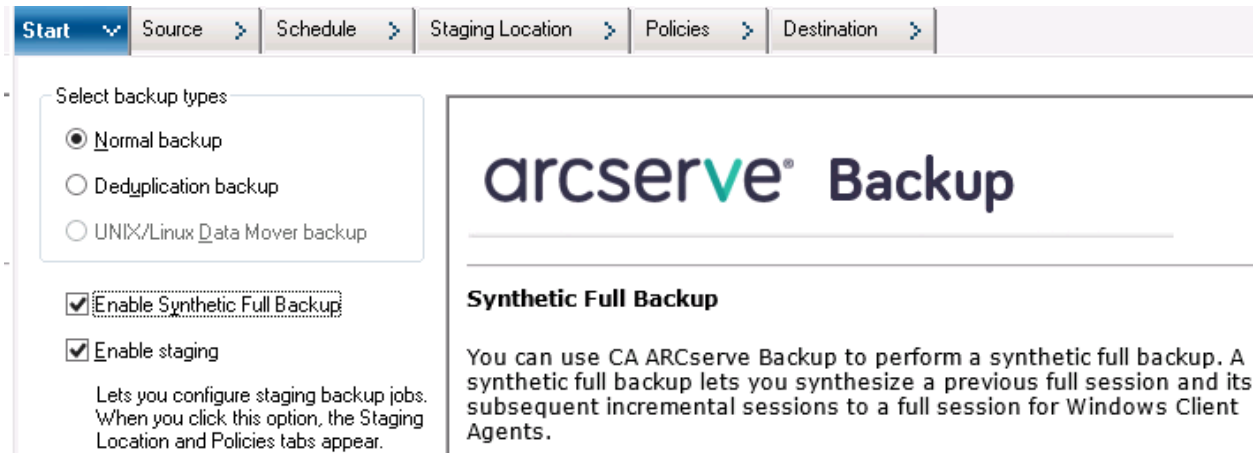 Start Source Schedule Staging Location Policies Destination
Select backup types
Normal backup
Deduplication backup
UNIX/Linux Data Mover backup
Enable Synthetic Full Backup
Enable staging
Lets you configure staging backup jobs.
When you click this option, the Staging
Location and Policies tabs appear.
arcserve® Backup
Synthetic Full Backup
You can use CA ARCserve Backup to perform a synthetic full backup. A
synthetic full backup lets you synthesize a previous full session and its
subsequent incremental sessions to a full session for Windows Client
Agents.